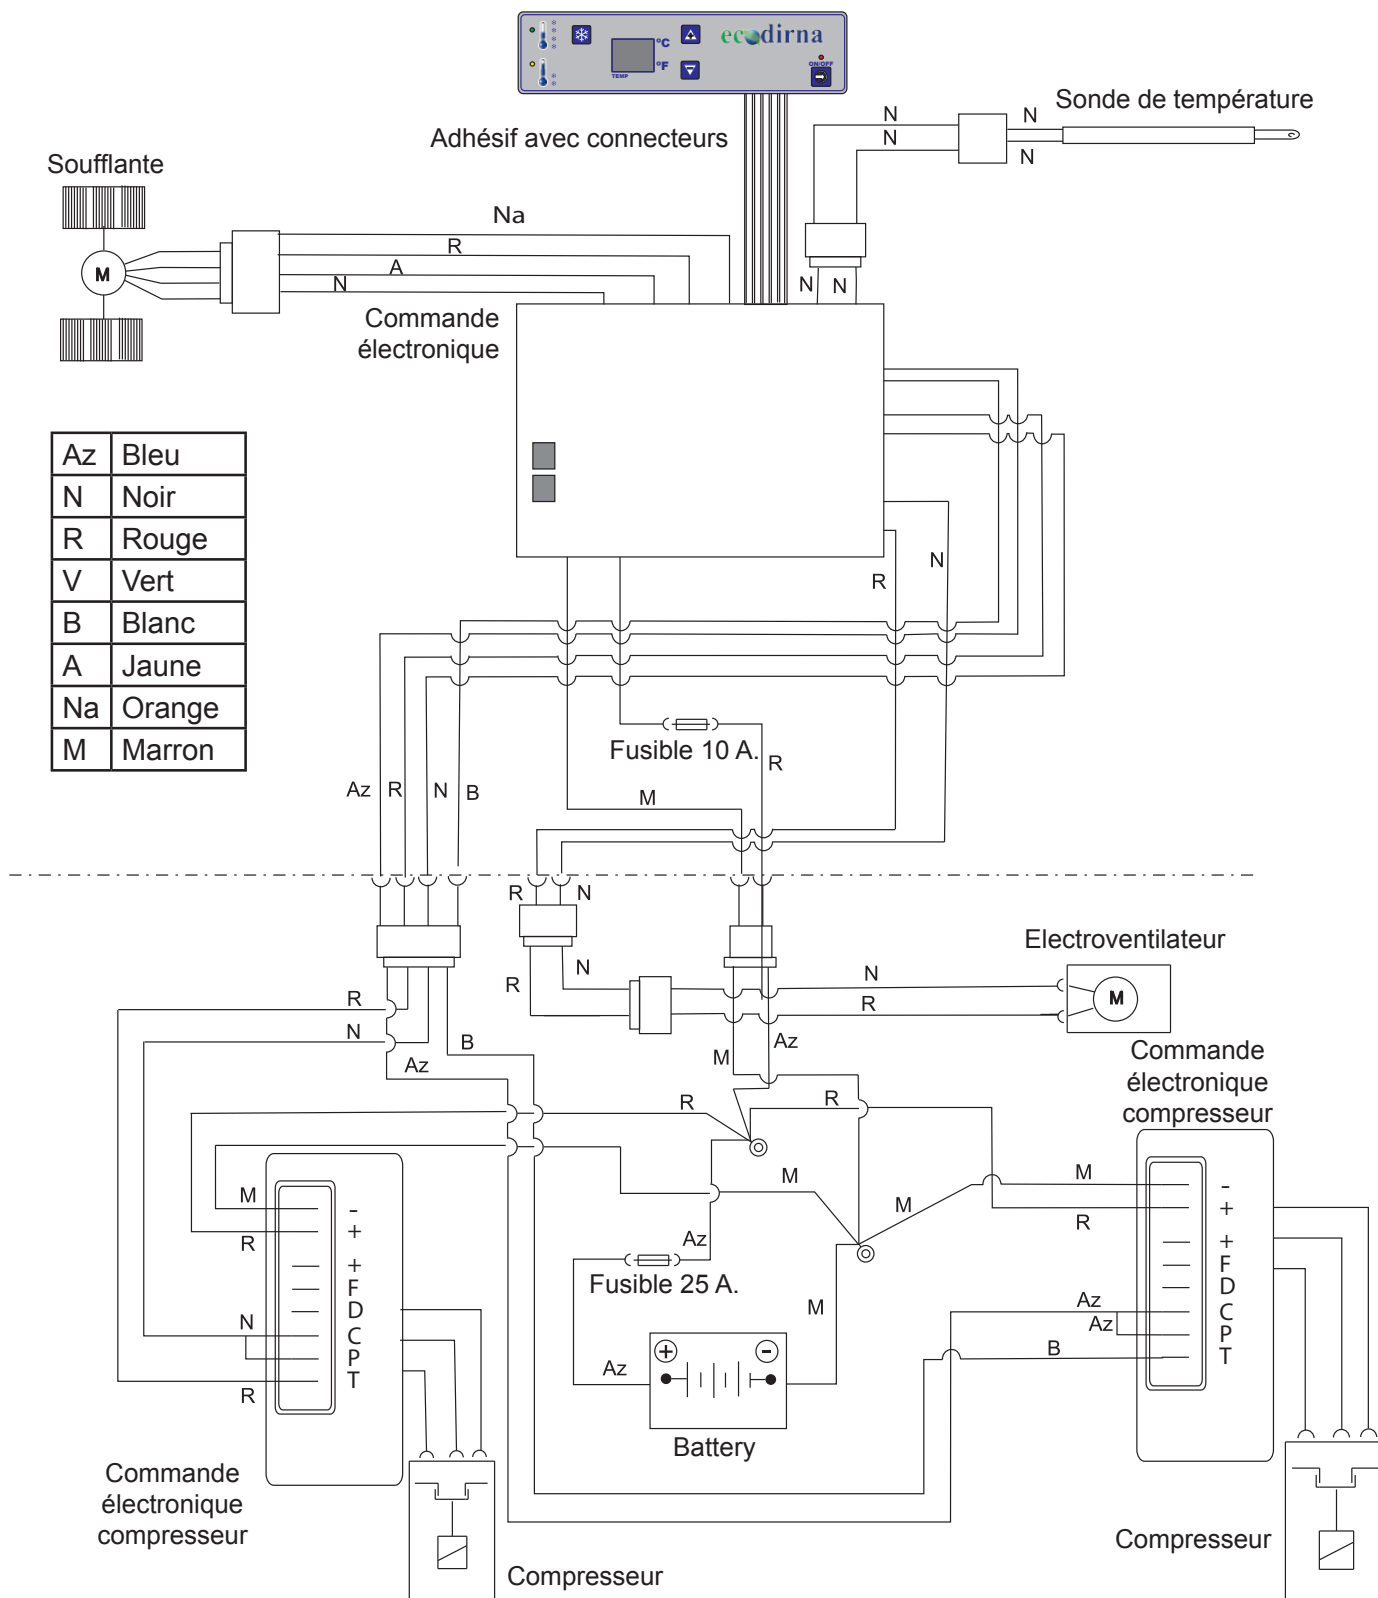 °C
°F
TEMP
ecodirna
ON/OFF
Adhésif avec connecteurs
N
N
N
N
Sonde de température
Soufflante
M
Na
R
A
N
N
N
Commande
électronique
Az Bleu
N Noir
R Rouge
V Vert
B Blanc
A Jaune
Na Orange
M Marron
R
N
Fusible 10 A.
R
Az
R
N
B
M
R
N
Electroventilateur
M
R
N
N
R
R
N
B
Az
M
Az
R
R
Commande
électronique
compresseur
M
R
-
+
+
F
D
C
P
T
N
R
M
M
M
R
-
+
+
F
D
C
P
T
Az
Az
B
Az
Fusible 25 A.
M
Az
+
-
Battery
Commande
électronique
compresseur
Compresseur
Compresseur